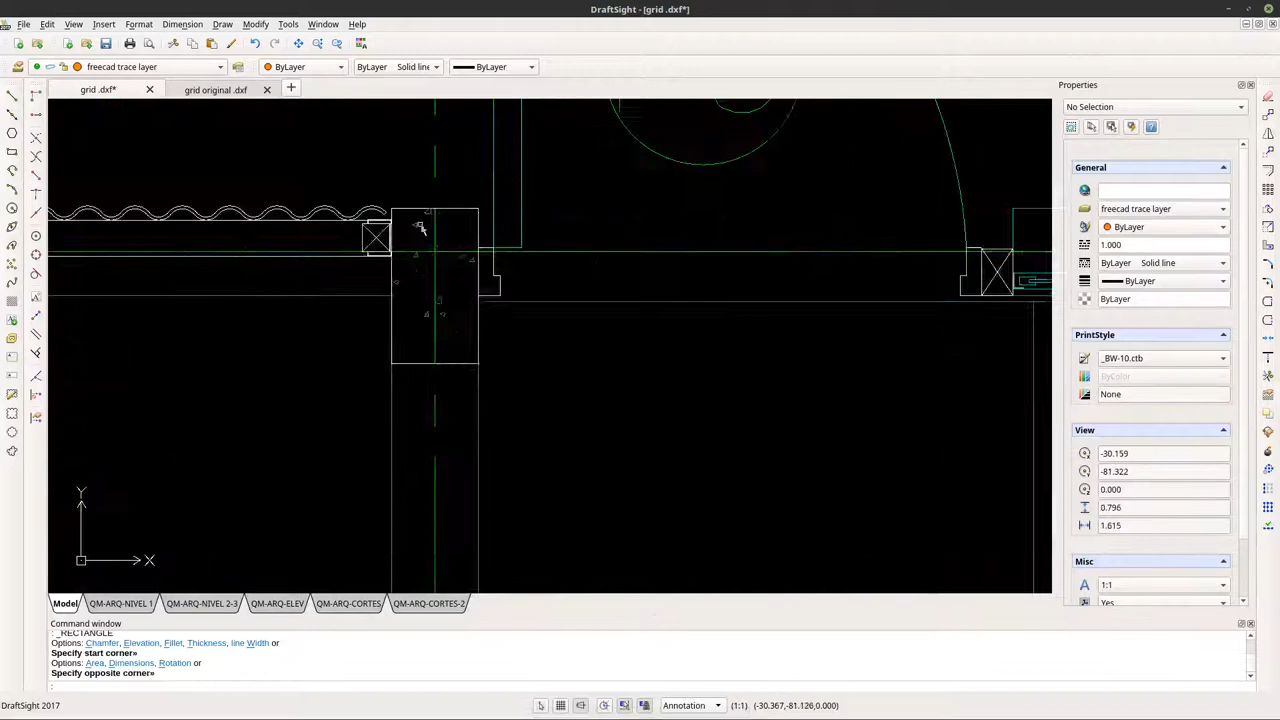 DraftSight - [grid .dxf*]
File Edit View Insert Format Dimension Draw Modify Tools Window Help
freecad trace layer ByLayer ByLayer Solid line ByLayer
grid .dxf* grid original .dxf
Properties
No Selection
General
freecad trace layer
ByLayer
1.000
ByLayer Solid line
ByLayer
ByLayer
PrintStyle
_BW-10.ctb
ByColor
None
View
-30.159
-81.322
0.000
0.796
1.615
Misc
1:1
Yes
Y
X
Model QM-ARQ-NIVEL 1 QM-ARQ-NIVEL 2-3 QM-ARQ-ELEV QM-ARQ-CORTES QM-ARQ-CORTES-2
Command window
: _RECTANGLE
Options: Chamfer, Elevation, Fillet, Thickness, line Width or
Specify start corner»
Options: Area, Dimensions, Rotation or
Specify opposite corner»
:
DraftSight 2017 Annotation (1:1) (-30.367,-81.126,0.000)